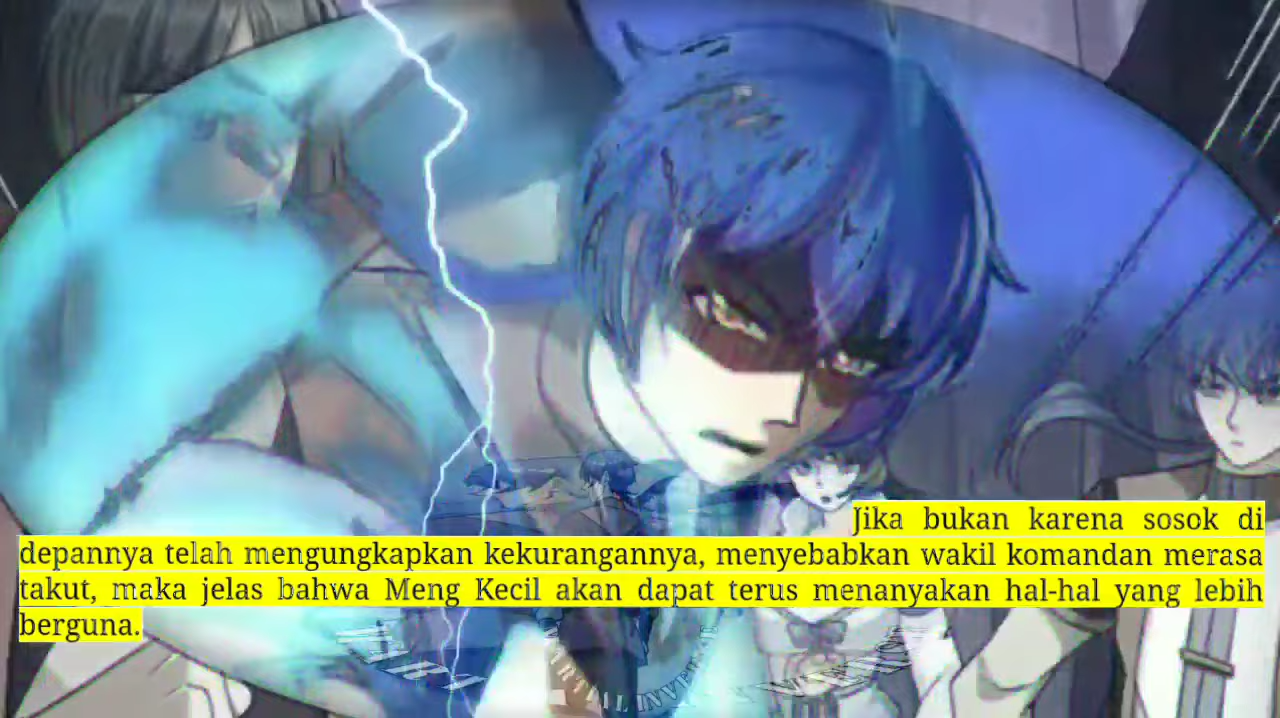 Jika bukan karena sosok di
depannya telah mengungkapkan kekurangannya, menyebabkan wakil komandan merasa
takut, maka jelas bahwa Meng Kecil akan dapat terus menanyakan hal-hal yang lebih
berguna.